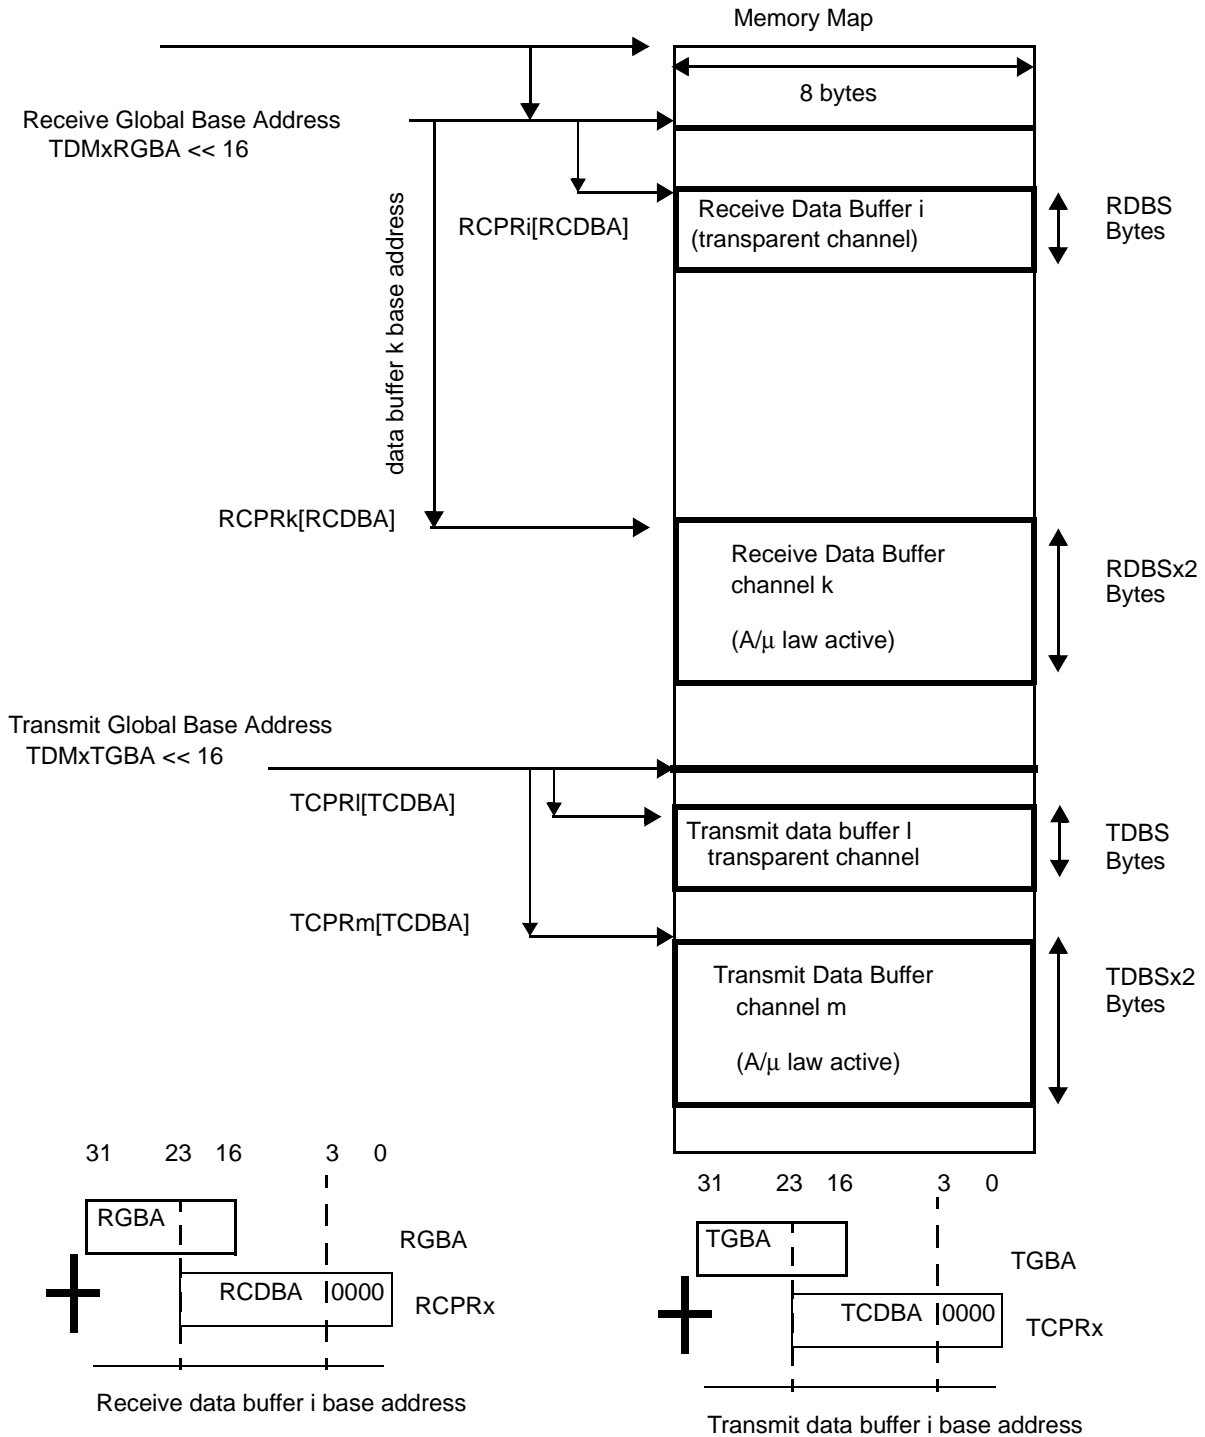 Memory Map
8 bytes
Receive Global Base Address
TDMxRGBA << 16
data buffer k base address
RCPRi[RCDBA]
Receive Data Buffer i
(transparent channel)
RDBS
Bytes
RCPRk[RCDBA]
Receive Data Buffer
channel k
(A/μ law active)
RDBSx2
Bytes
Transmit Global Base Address
TDMxTGBA << 16
TCPRl[TCDBA]
Transmit data buffer l
transparent channel
TDBS
Bytes
TCPRm[TCDBA]
Transmit Data Buffer
channel m
(A/μ law active)
TDBSx2
Bytes
31 23 16 3 0
RGBA
RGBA
RCDBA 0000
RCPRx
Receive data buffer i base address
31 23 16 3 0
TGBA
TGBA
TCDBA 0000
TCPRx
Transmit data buffer i base address